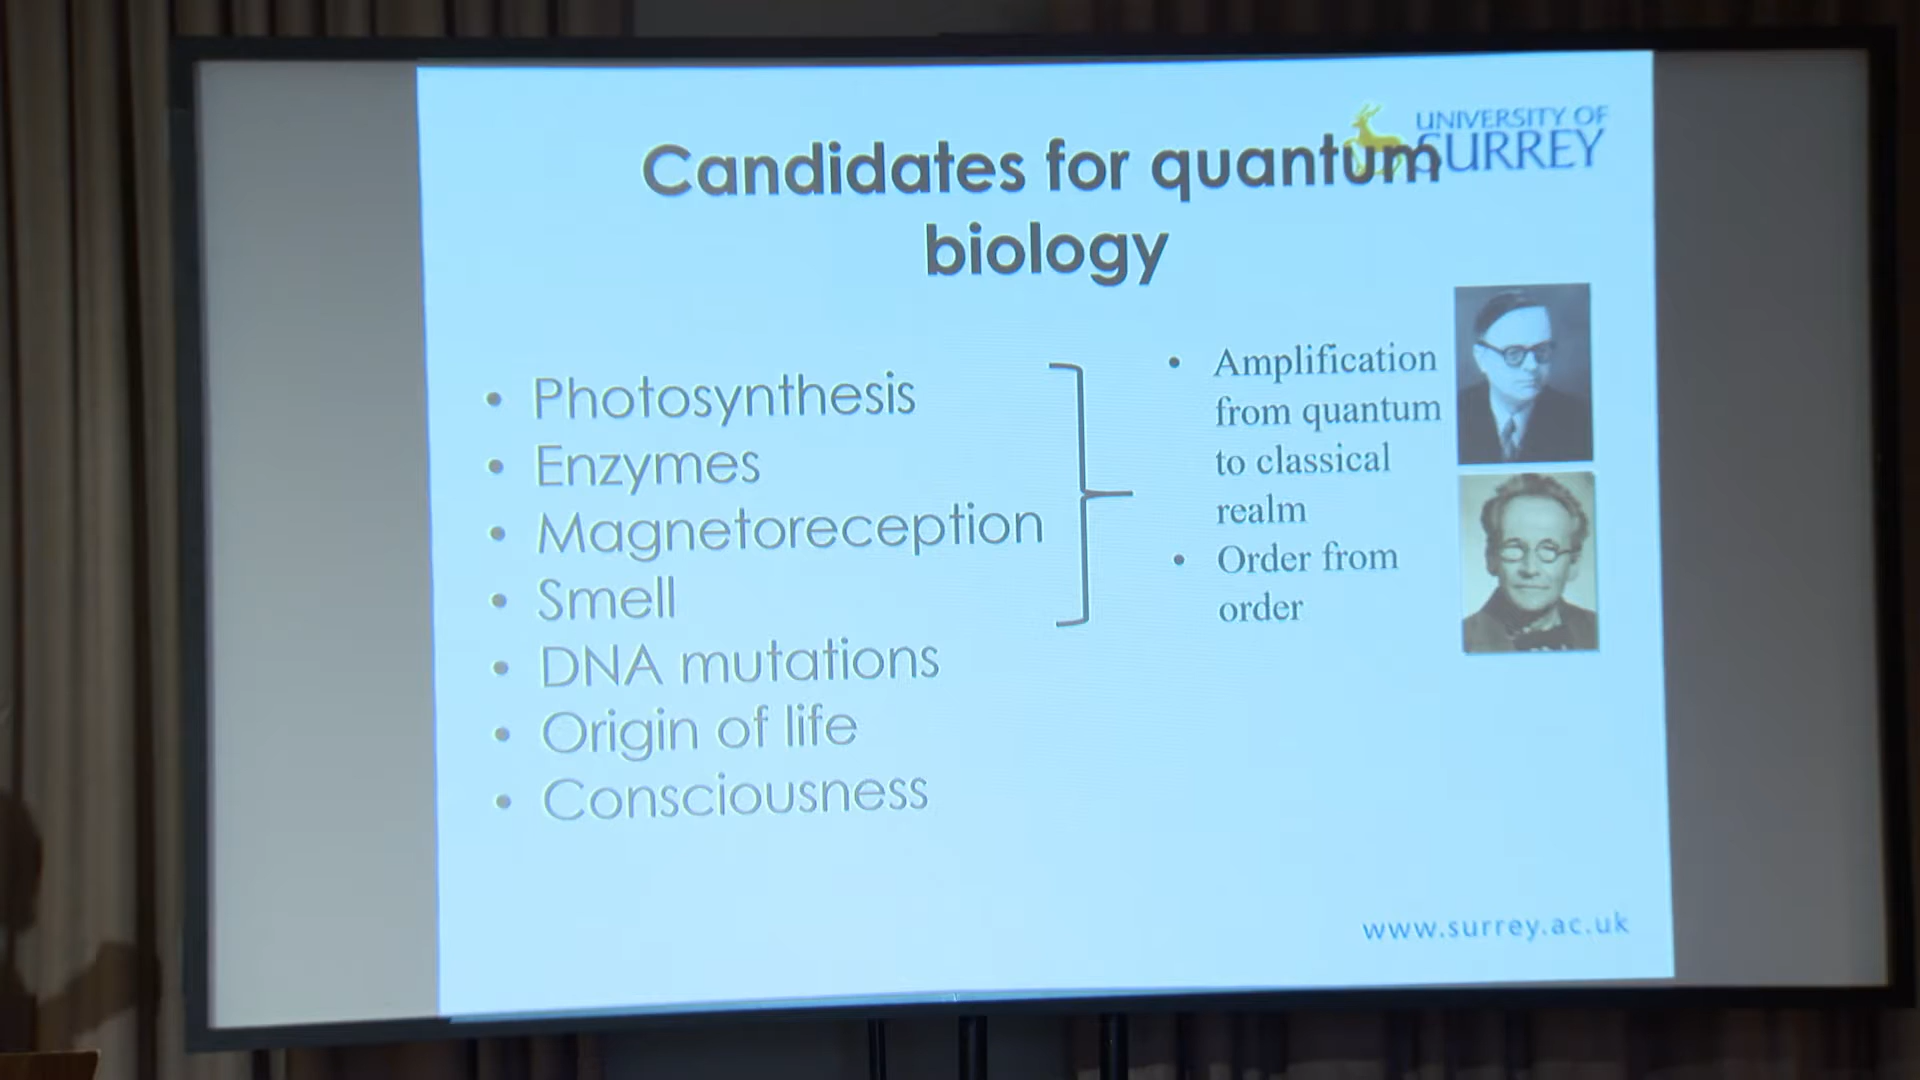 UNIVERSITY OF
SURREY
Candidates for quantum
biology
• Photosynthesis
• Enzymes
• Magnetoreception
• Smell
• DNA mutations
• Origin of life
• Consciousness
• Amplification
from quantum
to classical
realm
• Order from
order
www.surrey.ac.uk